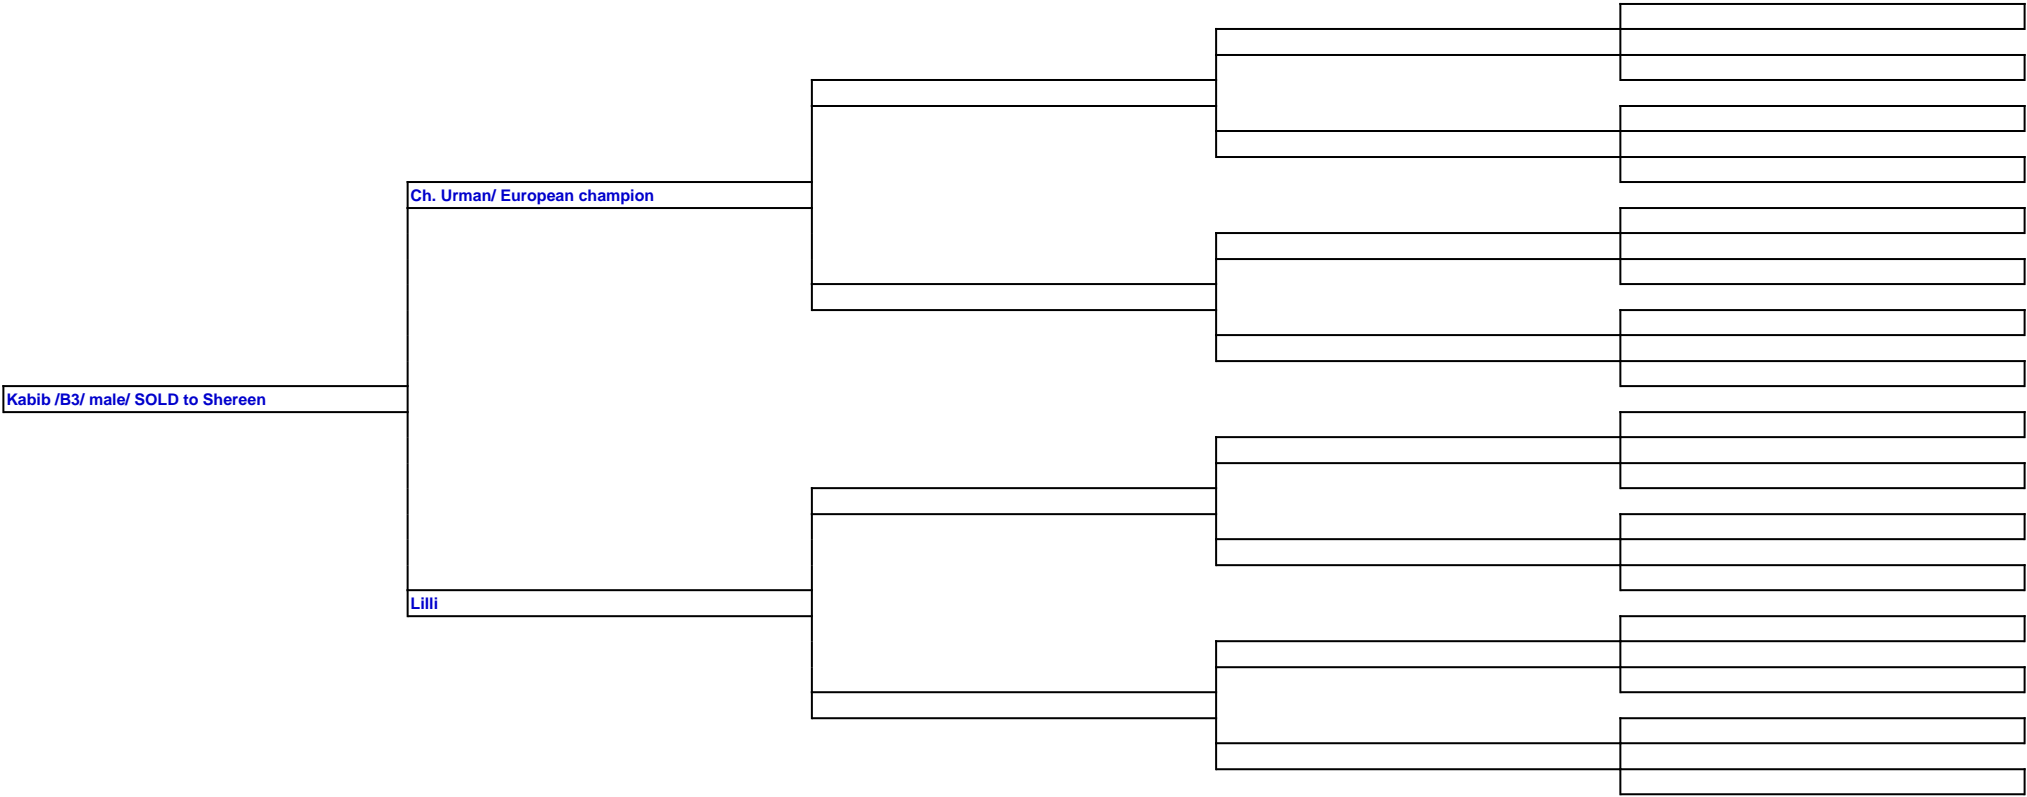 Ch. Urman/ European champion
Kabib /B3/ male/ SOLD to Shereen
Lilli